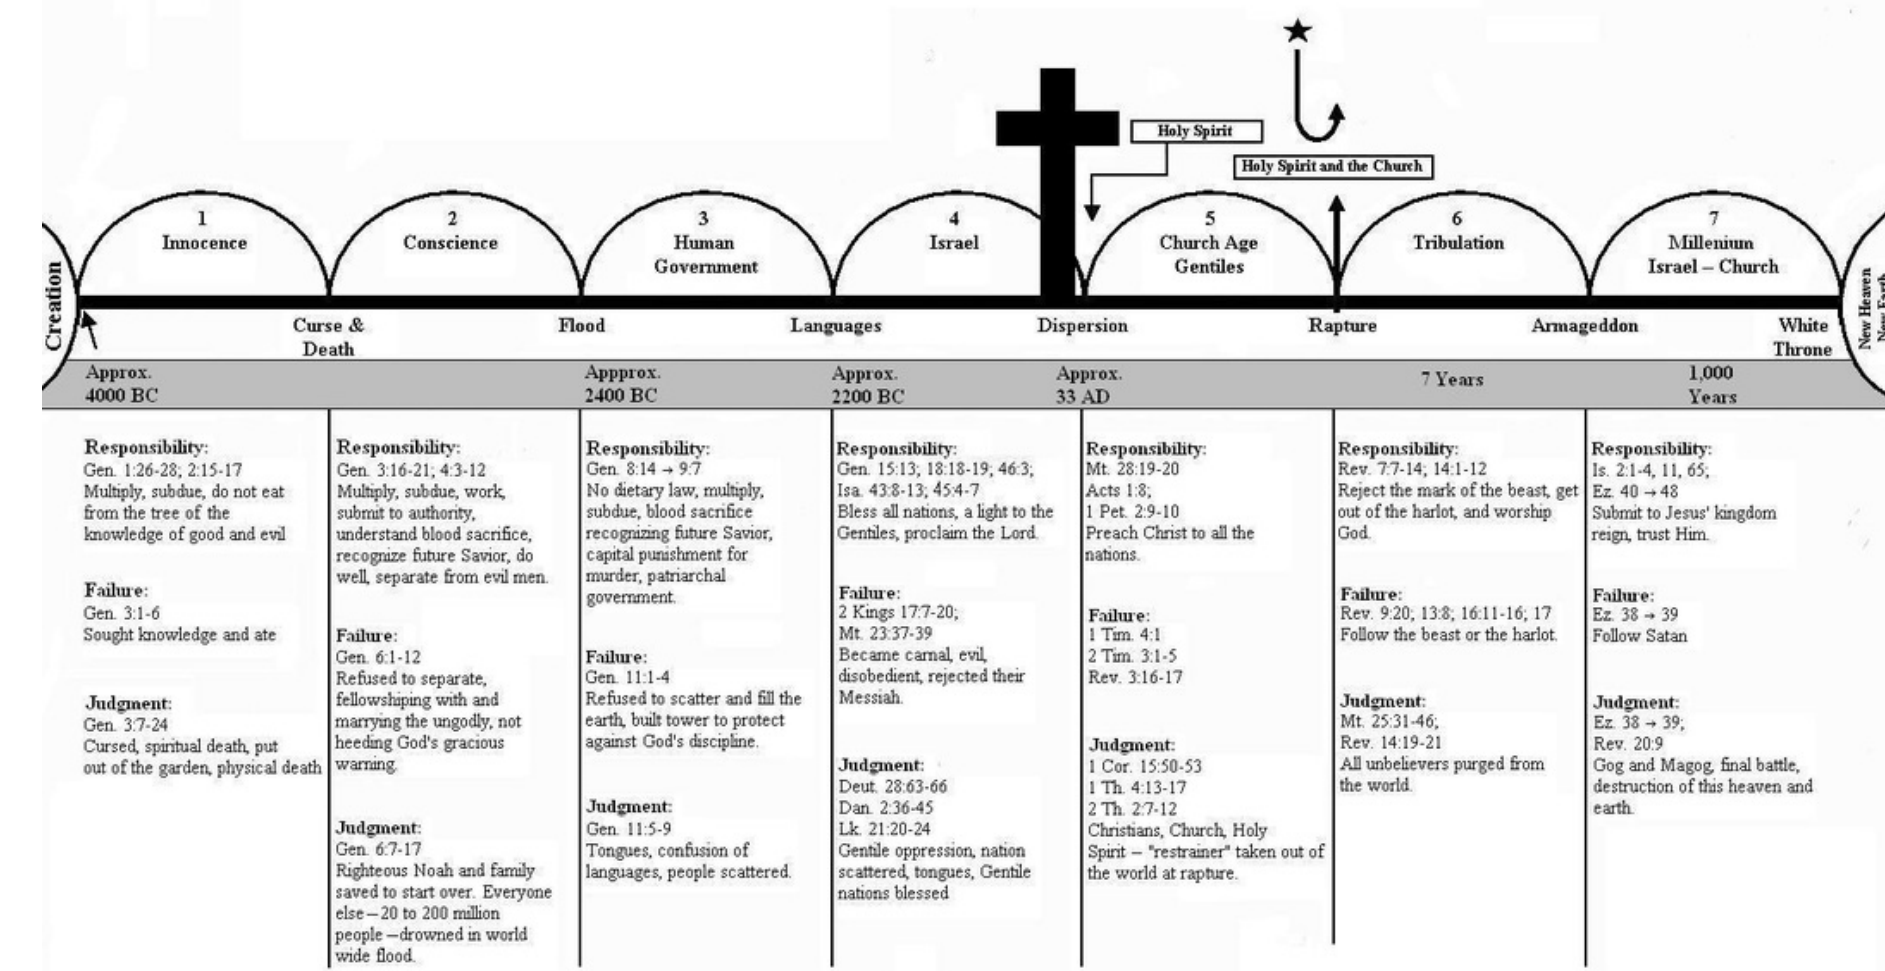 Holy Spirit
Holy Spirit and the Church
Creation
1
Innocence
2
Conscience
3
Human
Government
4
Israel
5
Church Age
Gentiles
6
Tribulation
7
Millenium
Israel – Church
New Heaven
New Earth
Curse &
Death
Flood
Languages
Dispersion
Rapture
Armageddon
White
Throne
Approx.
4000 BC
Appprox.
2400 BC
Approx.
2200 BC
Approx.
33 AD
7 Years
1,000
Years
Responsibility:
Gen. 1:26-28; 2:15-17
Multiply, subdue, do not eat
from the tree of the
knowledge of good and evil
Failure:
Gen. 3:1-6
Sought knowledge and ate
Judgment:
Gen. 3:7-24
Cursed, spiritual death, put
out of the garden, physical death
Responsibility:
Gen. 3:16-21; 4:3-12
Multiply, subdue, work,
submit to authority,
understand blood sacrifice,
recognize future Savior, do
well, separate from evil men.
Failure:
Gen. 6:1-12
Refused to separate,
fellowshiping with and
marrying the ungodly, not
heeding God's gracious
warning.
Judgment:
Gen. 6:7-17
Righteous Noah and family
saved to start over. Everyone
else – 20 to 200 million
people – drowned in world
wide flood.
Responsibility:
Gen. 8:14 → 9:7
No dietary law, multiply,
subdue, blood sacrifice
recognizing future Savior,
capital punishment for
murder, patriarchal
government.
Failure:
Gen. 11:1-4
Refused to scatter and fill the
earth, built tower to protect
against God's discipline.
Judgment:
Gen. 11:5-9
Tongues, confusion of
languages, people scattered.
Responsibility:
Gen. 15:13; 18:18-19; 46:3;
Isa. 43:8-13; 45:4-7
Bless all nations, a light to the
Gentiles, proclaim the Lord.
Failure:
2 Kings 17:7-20;
Mt. 23:37-39
Became carnal, evil,
disobedient, rejected their
Messiah.
Judgment:
Deut. 28:63-66
Dan. 2:36-45
Lk. 21:20-24
Gentile oppression, nation
scattered, tongues, Gentile
nations blessed
Responsibility:
Mt. 28:19-20
Acts 1:8;
1 Pet. 2:9-10
Preach Christ to all the
nations.
Failure:
1 Tim. 4:1
2 Tim. 3:1-5
Rev. 3:16-17
Judgment:
1 Cor. 15:50-53
1 Th. 4:13-17
2 Th. 2:7-12
Christians, Church, Holy
Spirit – "restrainer" taken out of
the world at rapture.
Responsibility:
Rev. 7:7-14; 14:1-12
Reject the mark of the beast, get
out of the harlot, and worship
God.
Failure:
Rev. 9:20; 13:8; 16:11-16; 17
Follow the beast or the harlot.
Judgment:
Mt. 25:31-46;
Rev. 14:19-21
All unbelievers purged from
the world.
Responsibility:
Is. 2:1-4, 11, 65;
Ez. 40 → 48
Submit to Jesus' kingdom
reign, trust Him.
Failure:
Ez. 38 → 39
Follow Satan
Judgment:
Ez. 38 → 39;
Rev. 20:9
Gog and Magog, final battle,
destruction of this heaven and
earth.